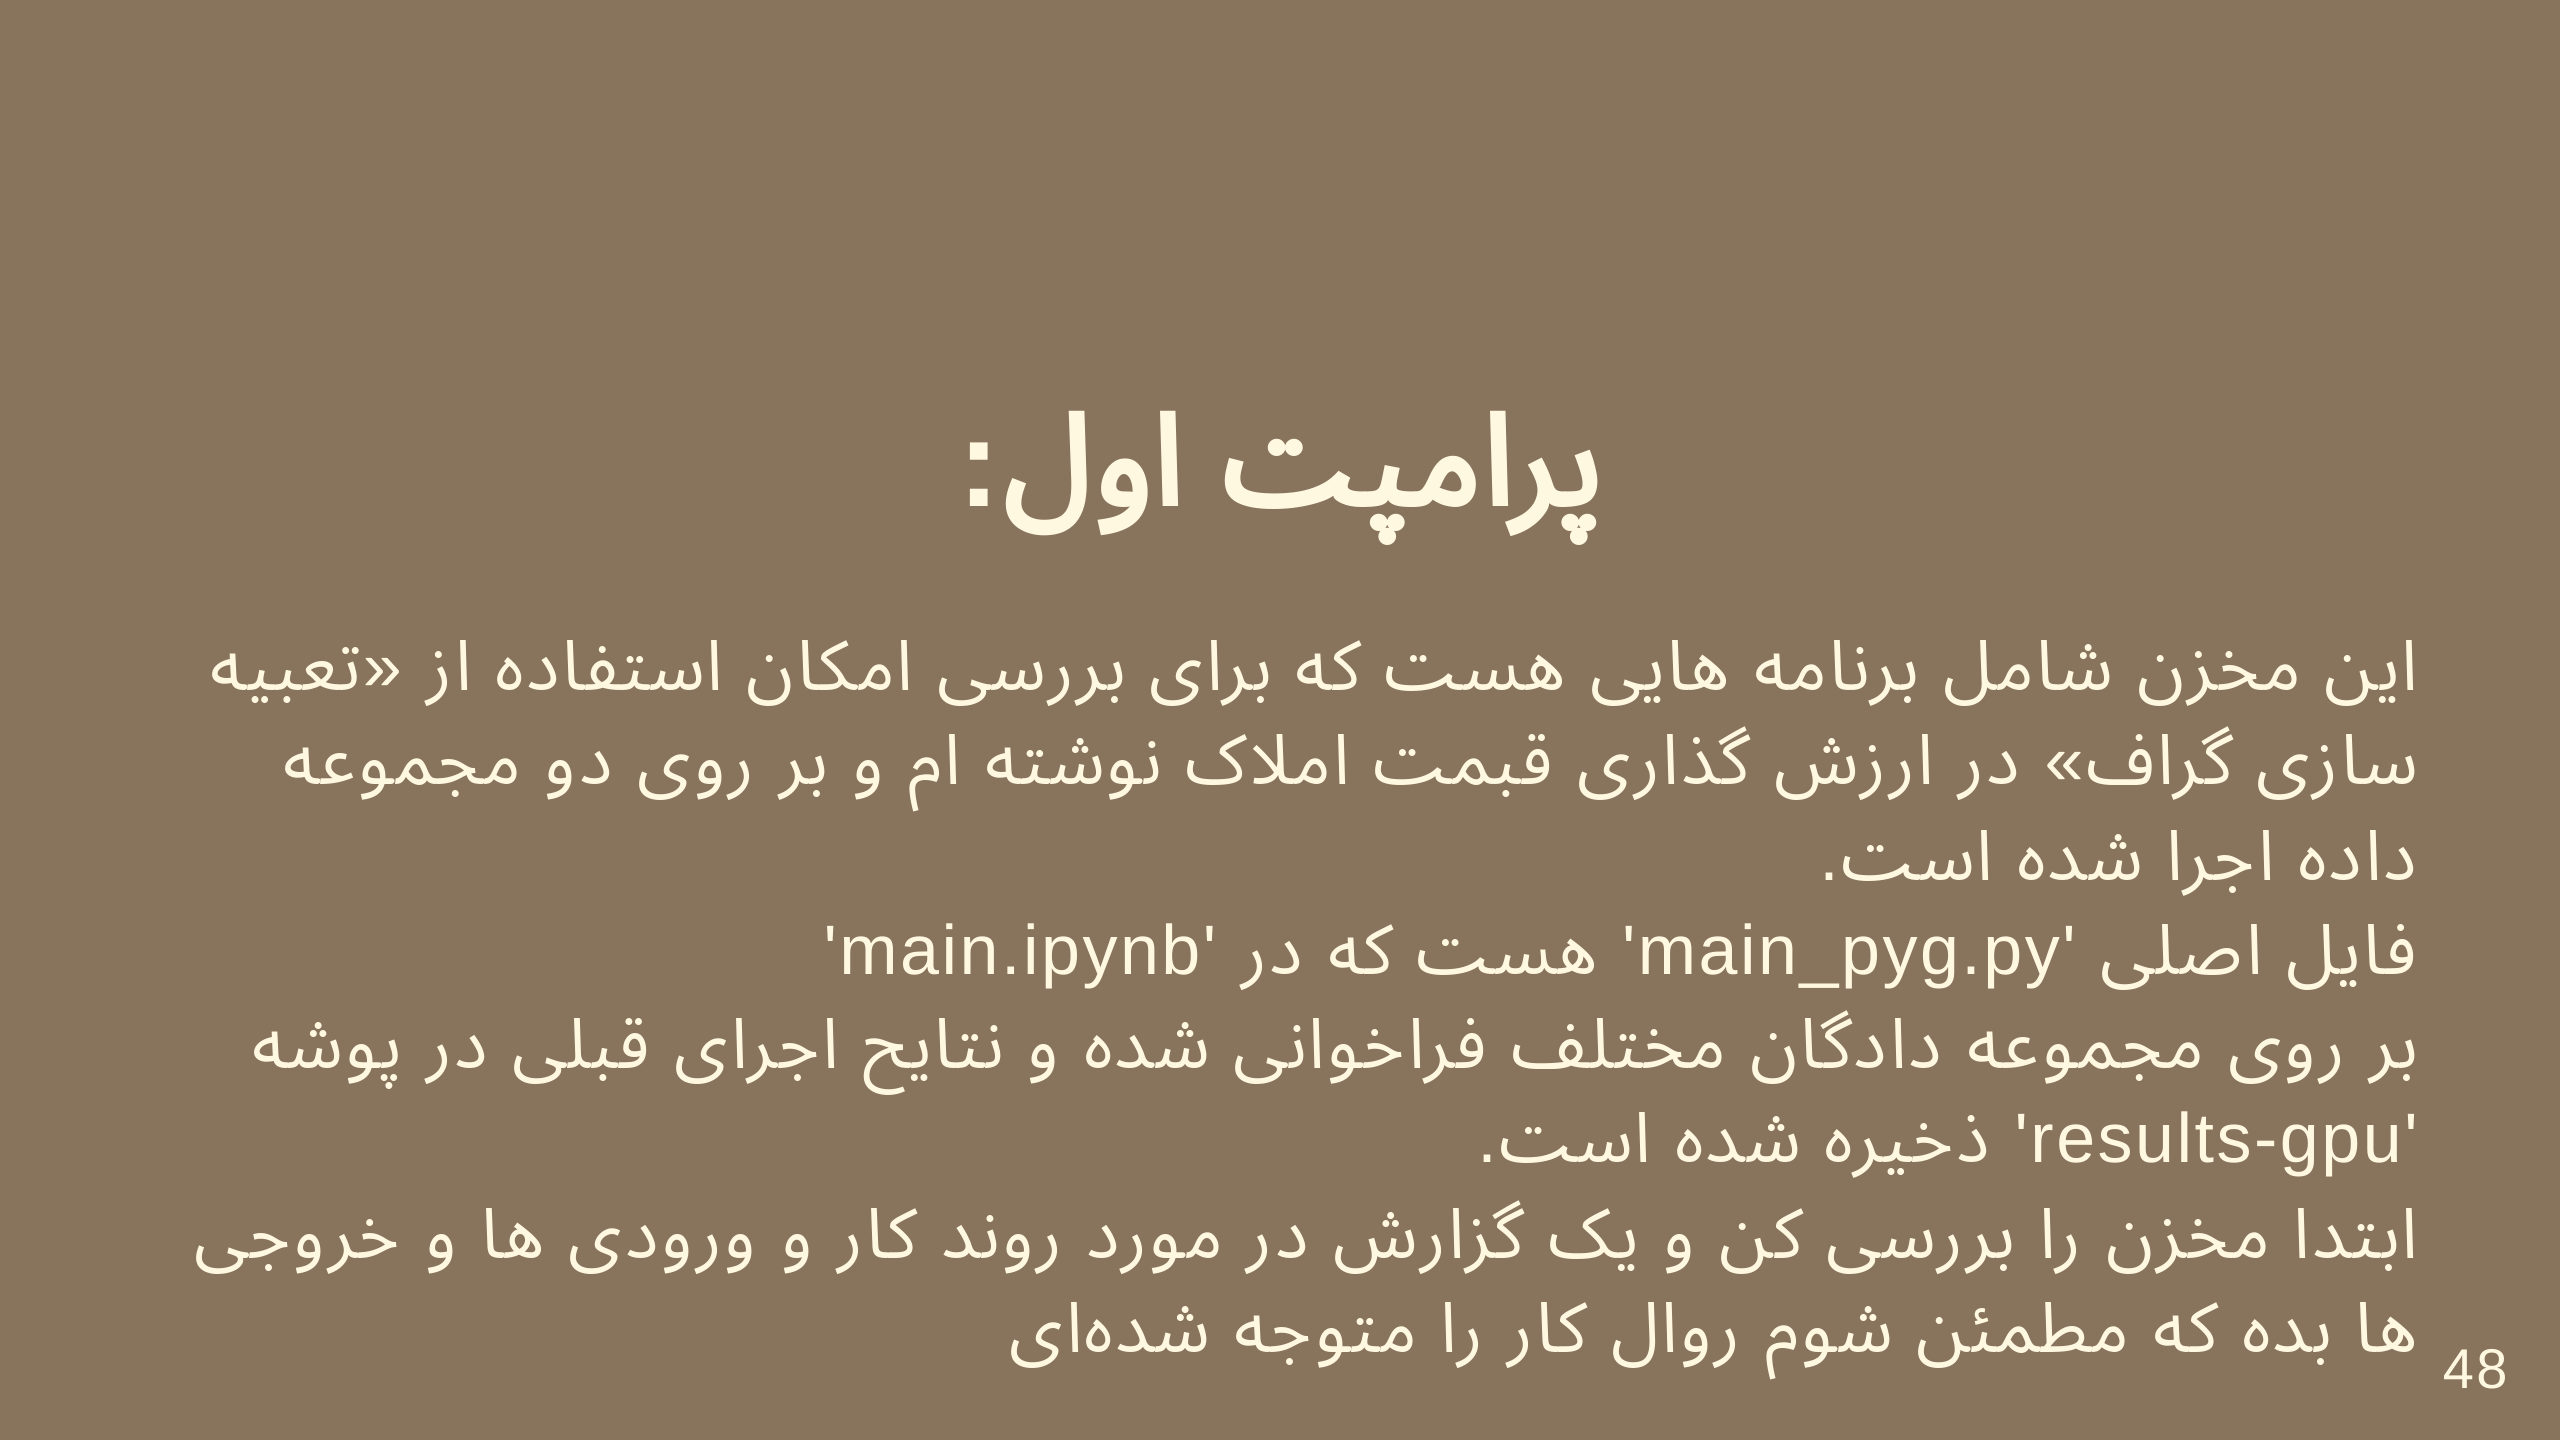 پرامپت اول:
این مخزن شامل برنامه هایی هست که برای بررسی امکان استفاده از «تعبیه
سازی گراف» در ارزش گذاری قبمت املاک نوشته ام و بر روی دو مجموعه
داده اجرا شده است.
فایل اصلی 'main_pyg.py' هست که در 'main.ipynb'
بر روی مجموعه دادگان مختلف فراخوانی شده و نتایح اجرای قبلی در پوشه
'results-gpu' ذخیره شده است.
ابتدا مخزن را بررسی کن و یک گزارش در مورد روند کار و ورودی ها و خروجی
ها بده که مطمئن شوم روال کار را متوجه شده‌ای
48